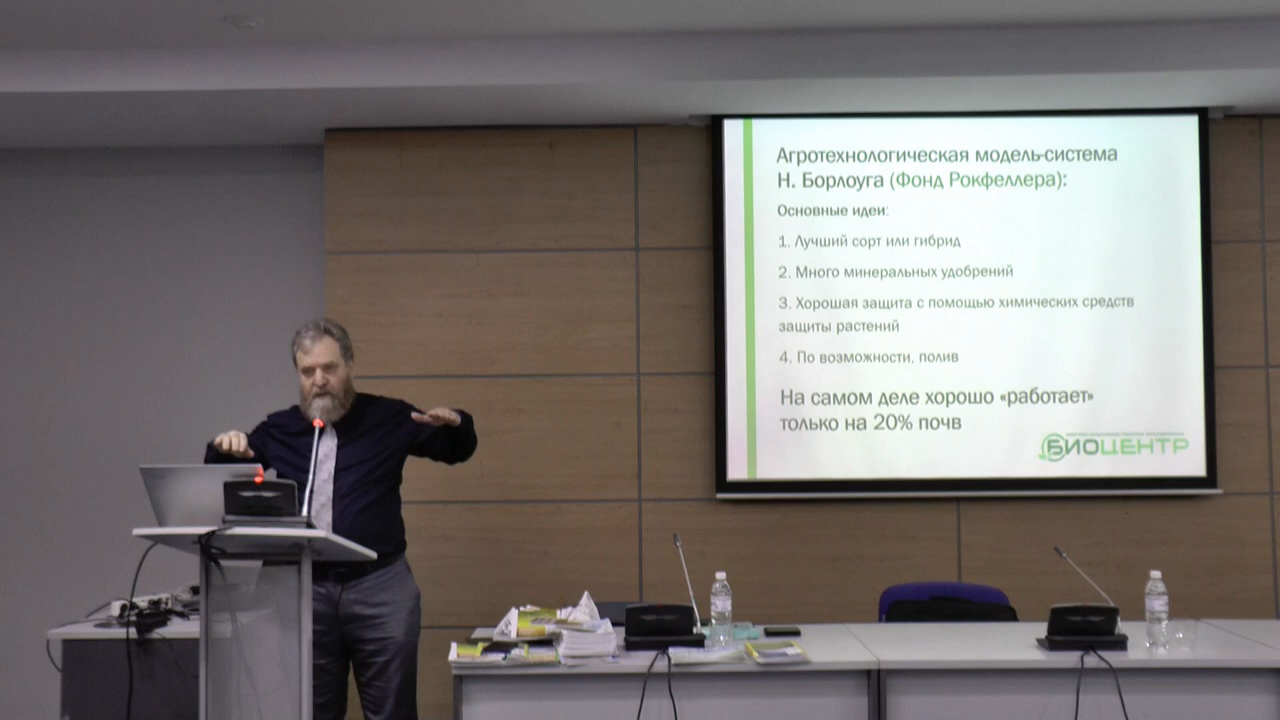 Агротехнологическая модель-система
Н. Борлоуга (Фонд Рокфеллера):
Основные идеи:
1. Лучший сорт или гибрид
2. Много минеральных удобрений
3. Хорошая защита с помощью химических средств
защиты растений
4. По возможности, полив
На самом деле хорошо «работает»
только на 20% почв
БИОЦЕНТР